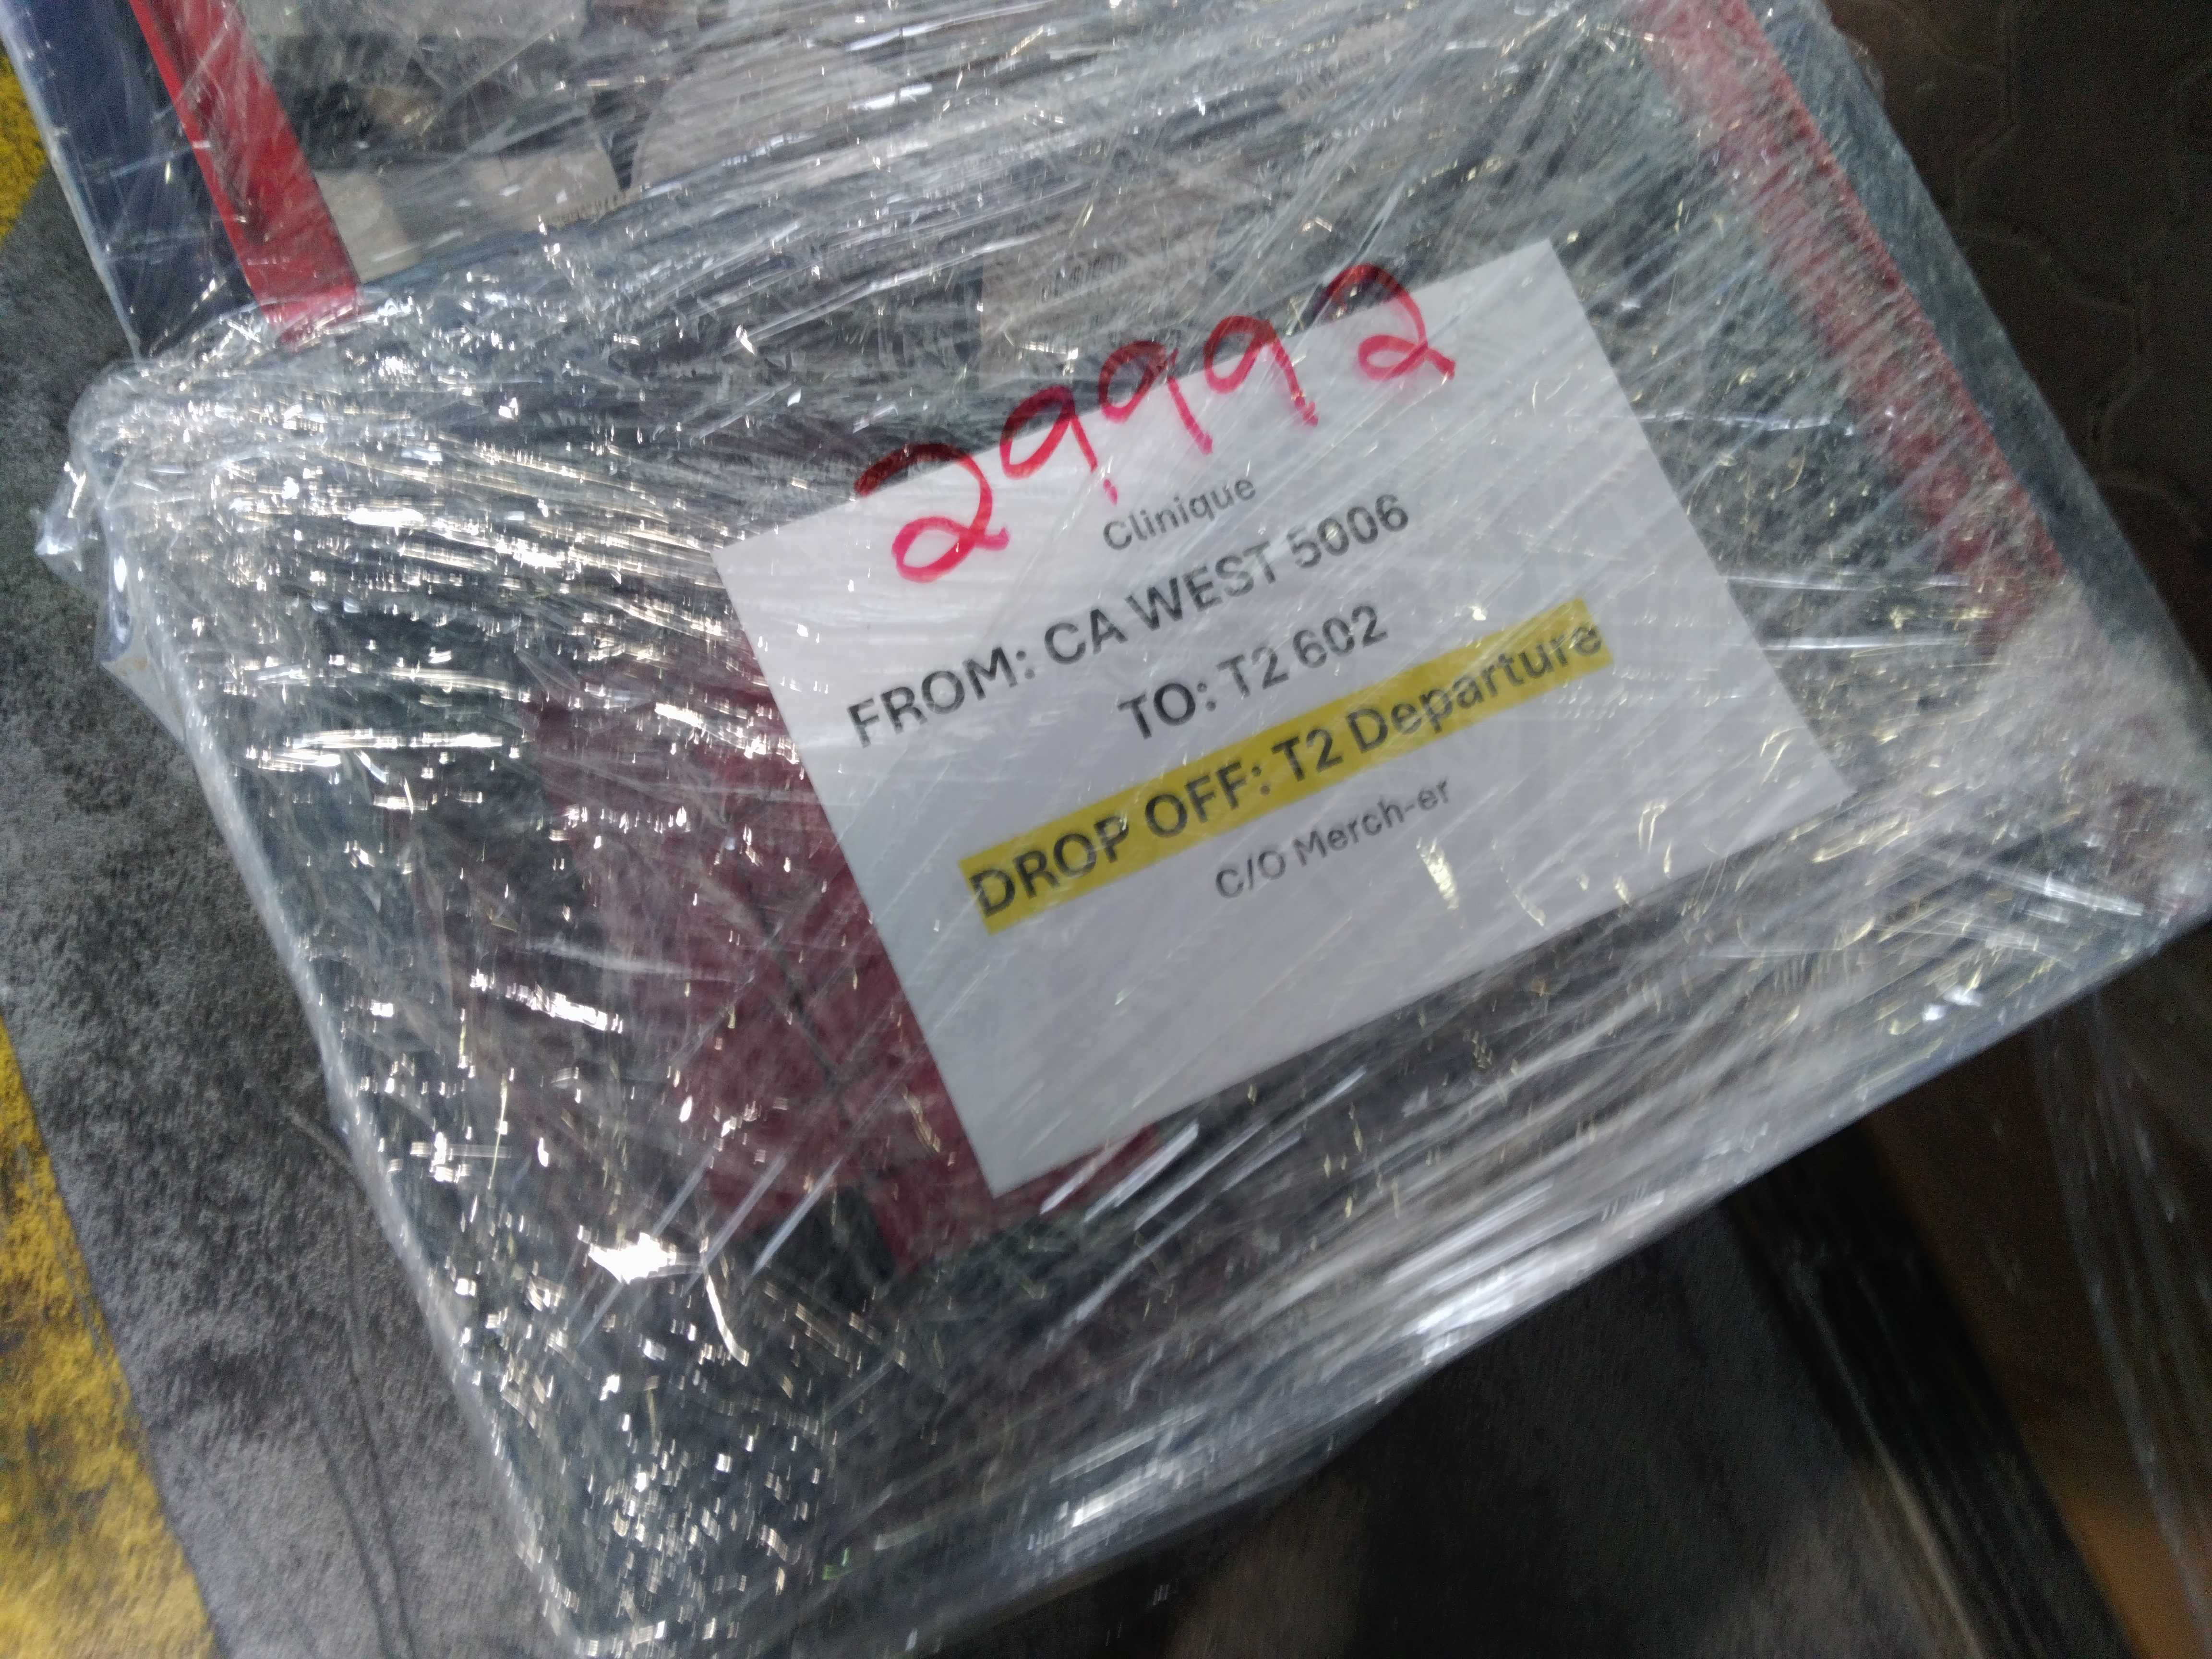 29992
Clinique
FROM: CA WEST 5006
TO: T2 602
DROP OFF: T2 Departure
C/O Merch-er